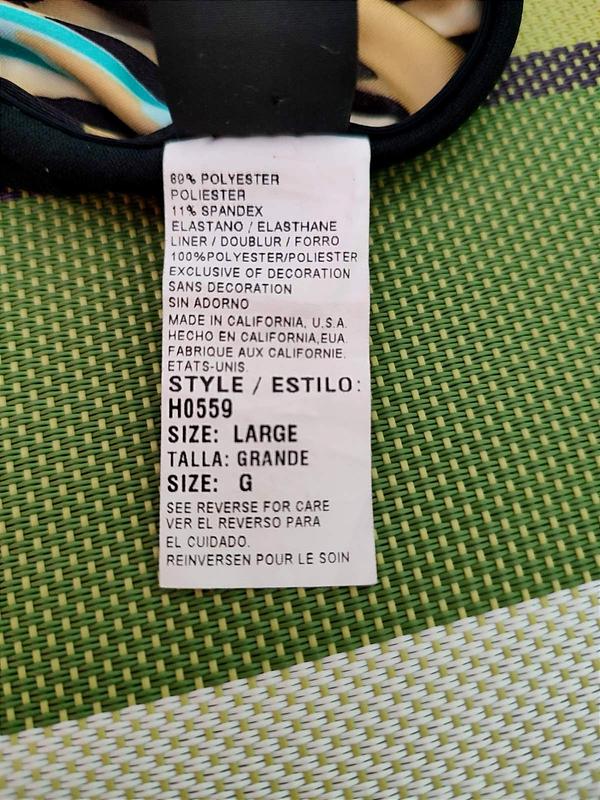 89% POLYESTER
POLIESTER
11% SPANDEX
ELASTANO / ELASTHANE
LINER / DOUBLUR / FORRO
100%POLYESTER/POLIESTER
EXCLUSIVE OF DECORATION
SANS DECORATION
SIN ADORNO
MADE IN CALIFORNIA, U.S.A.
HECHO EN CALIFORNIA,EUA.
FABRIQUE AUX CALIFORNIE.
ETATS-UNIS.
STYLE / ESTILO:
H0559
SIZE: LARGE
TALLA: GRANDE
SIZE: G
SEE REVERSE FOR CARE
VER EL REVERSO PARA
EL CUIDADO.
REINVERSEN POUR LE SOIN